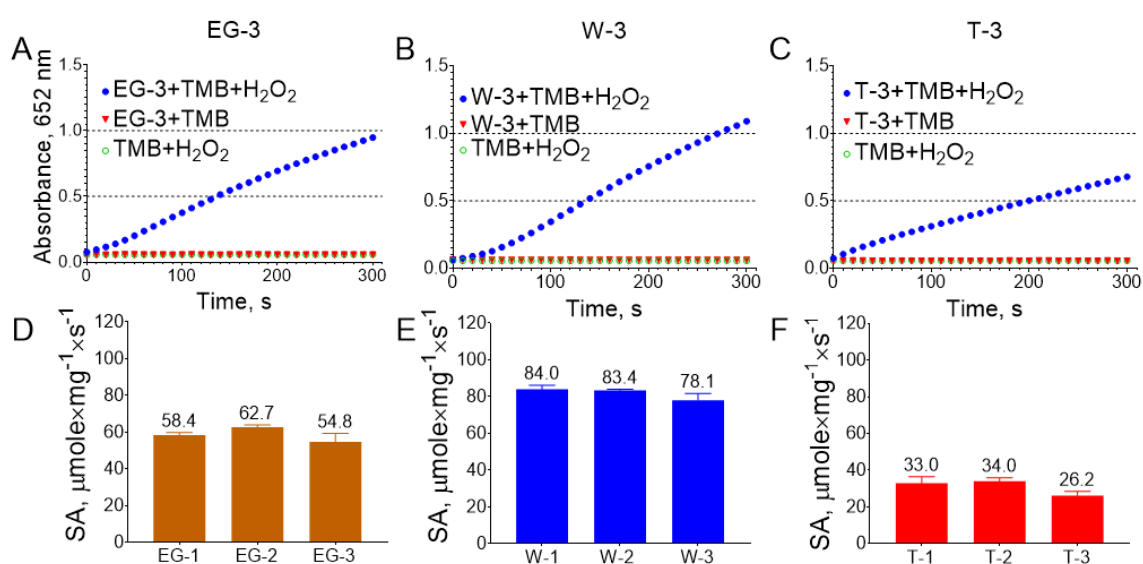 EG-3
W-3
T-3
A
B
C
Absorbance, 652 nm
1.5
1.0
0.5
0.0
EG-3+TMB+H₂O₂
EG-3+TMB
TMB+H₂O₂
0 100 200 300
Time, s
1.5
1.0
0.5
0.0
W-3+TMB+H₂O₂
W-3+TMB
TMB+H₂O₂
0 100 200 300
Time, s
1.5
1.0
0.5
0.0
T-3+TMB+H₂O₂
T-3+TMB
TMB+H₂O₂
0 100 200 300
Time, s
D
SA, μmole×mg⁻¹×s⁻¹
120
100
80
60
40
20
0
58.4 62.7 54.8
EG-1 EG-2 EG-3
E
SA, μmole×mg⁻¹×s⁻¹
120
100
80
60
40
20
0
84.0 83.4 78.1
W-1 W-2 W-3
F
SA, μmole×mg⁻¹×s⁻¹
120
100
80
60
40
20
0
33.0 34.0 26.2
T-1 T-2 T-3